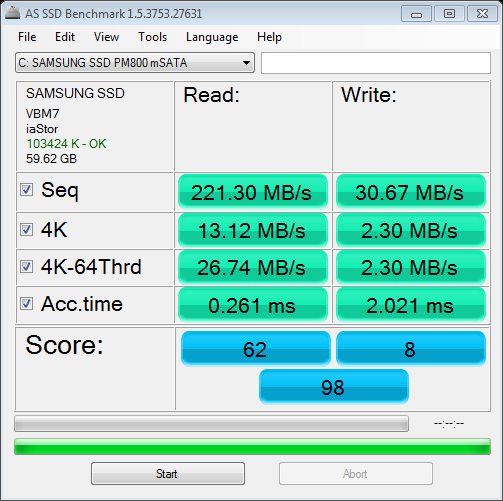 AS SSD Benchmark 1.5.3753.27631
File Edit View Tools Language Help
C: SAMSUNG SSD PM800 mSATA
SAMSUNG SSD
VBM7
iaStor
103424 K - OK
59.62 GB
Read: Write:
Seq 221.30 MB/s 30.67 MB/s
4K 13.12 MB/s 2.30 MB/s
4K-64Thrd 26.74 MB/s 2.30 MB/s
Acc.time 0.261 ms 2.021 ms
Score: 62 8
98
--:--:--
Start Abort